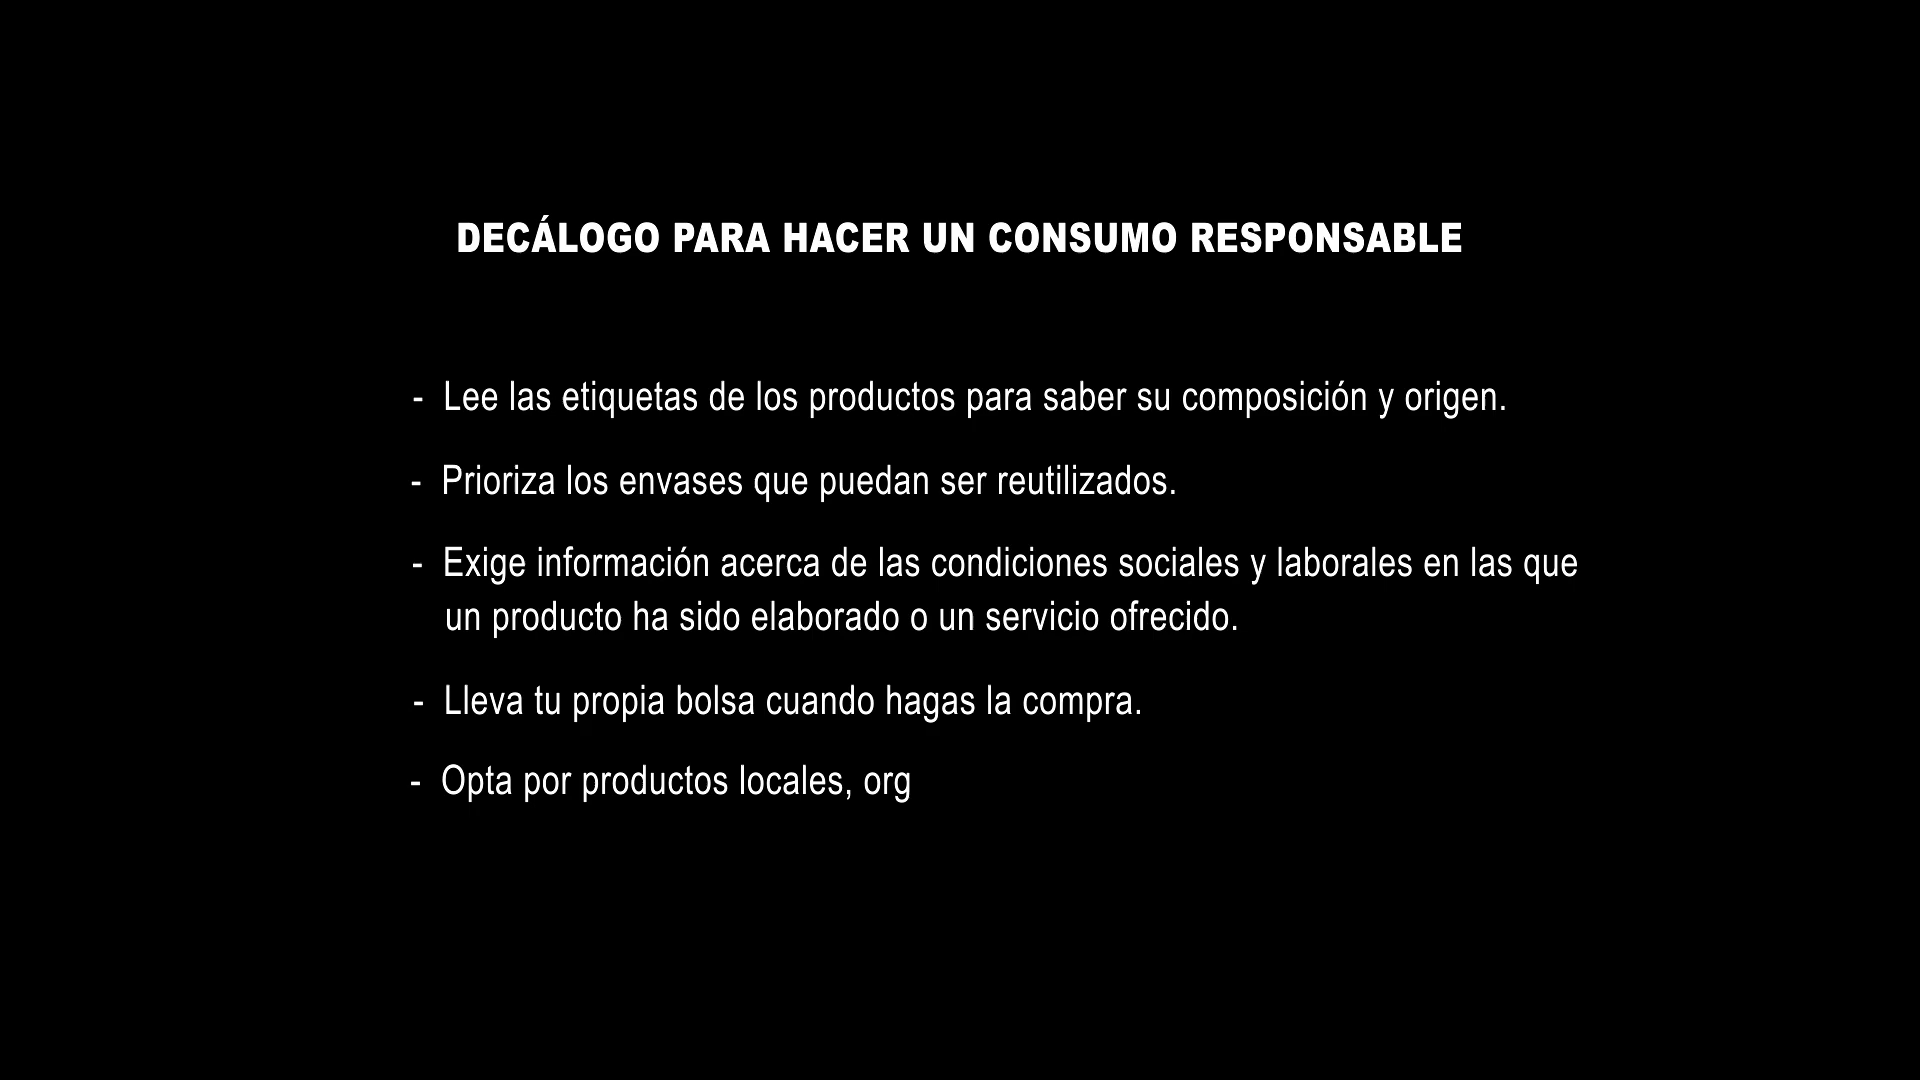 DECÁLOGO PARA HACER UN CONSUMO RESPONSABLE
- Lee las etiquetas de los productos para saber su composición y origen.
- Prioriza los envases que puedan ser reutilizados.
- Exige información acerca de las condiciones sociales y laborales en las que
un producto ha sido elaborado o un servicio ofrecido.
- Lleva tu propia bolsa cuando hagas la compra.
- Opta por productos locales, org